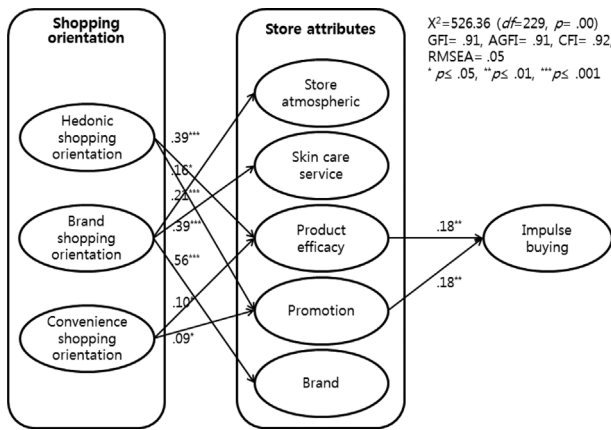 Shopping
orientation
Store attributes
X²=526.36 (df=229, p= .00)
GFI= .91, AGFI= .91, CFI= .92,
RMSEA= .05
* p≤ .05, **p≤ .01, ***p≤ .001
Hedonic
shopping
orientation
Brand
shopping
orientation
Convenience
shopping
orientation
.39***
.16*
.21***
.39***
.56***
.10*
.09*
Store
atmospheric
Skin care
service
Product
efficacy
Promotion
Brand
.18**
.18**
Impulse
buying